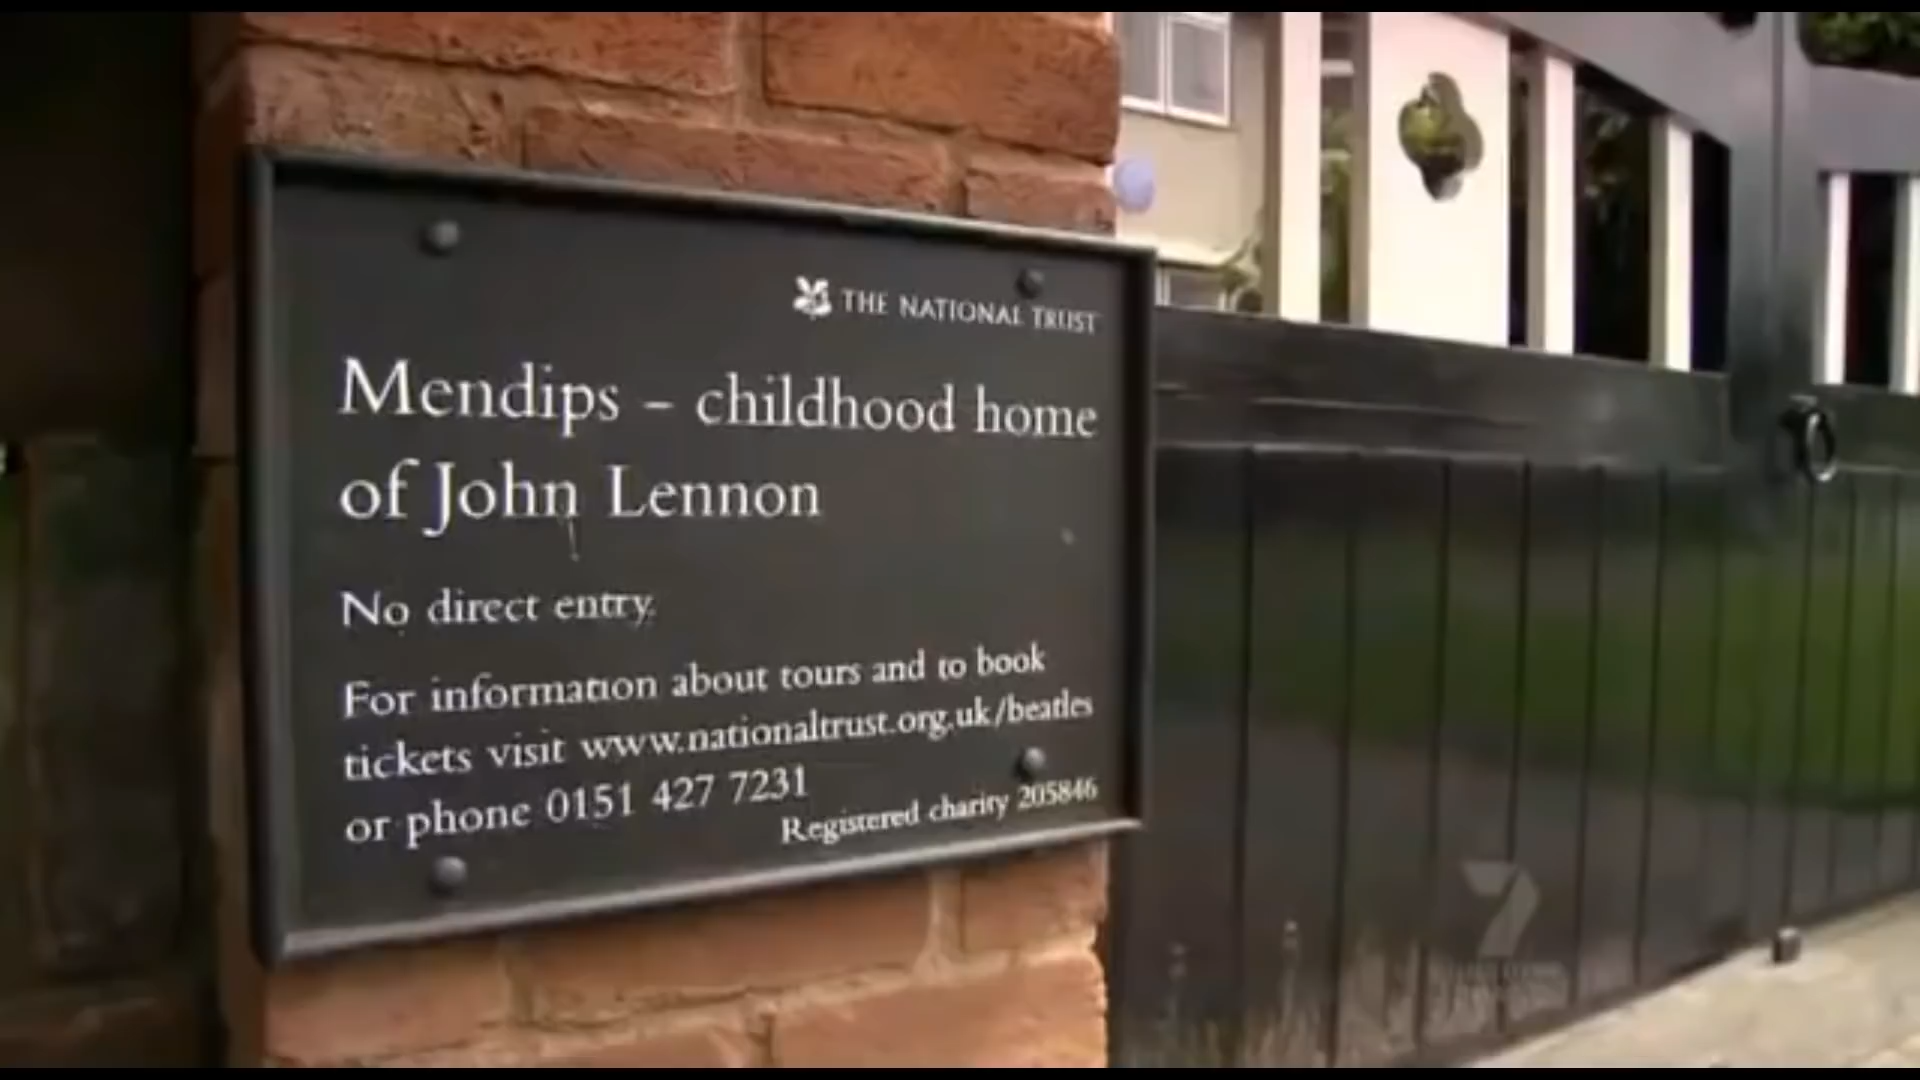 THE NATIONAL TRUST
Mendips – childhood home
of John Lennon
No direct entry.
For information about tours and to book
tickets visit www.nationaltrust.org.uk/beatles
or phone 0151 427 7231
Registered charity 205846
7